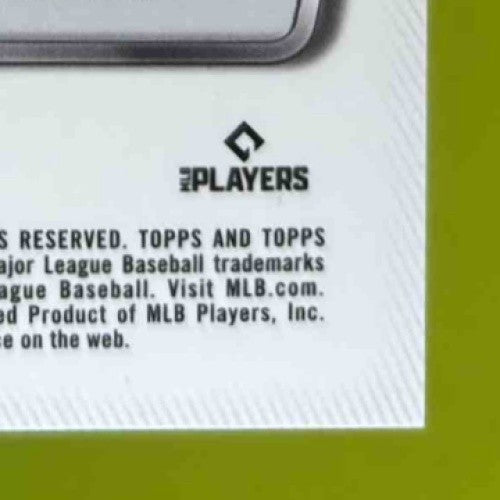 MLB PLAYERS
S RESERVED. TOPPS AND TOPPS
ajor League Baseball trademarks
ague Baseball. Visit MLB.com.
ed Product of MLB Players, Inc.
e on the web.